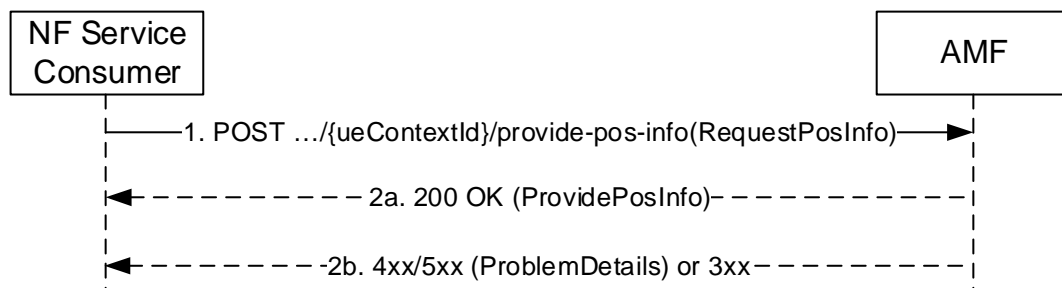 NF Service
Consumer
AMF
1. POST …/{ueContextId}/provide-pos-info(RequestPosInfo)
2a. 200 OK (ProvidePosInfo)
2b. 4xx/5xx (ProblemDetails) or 3xx